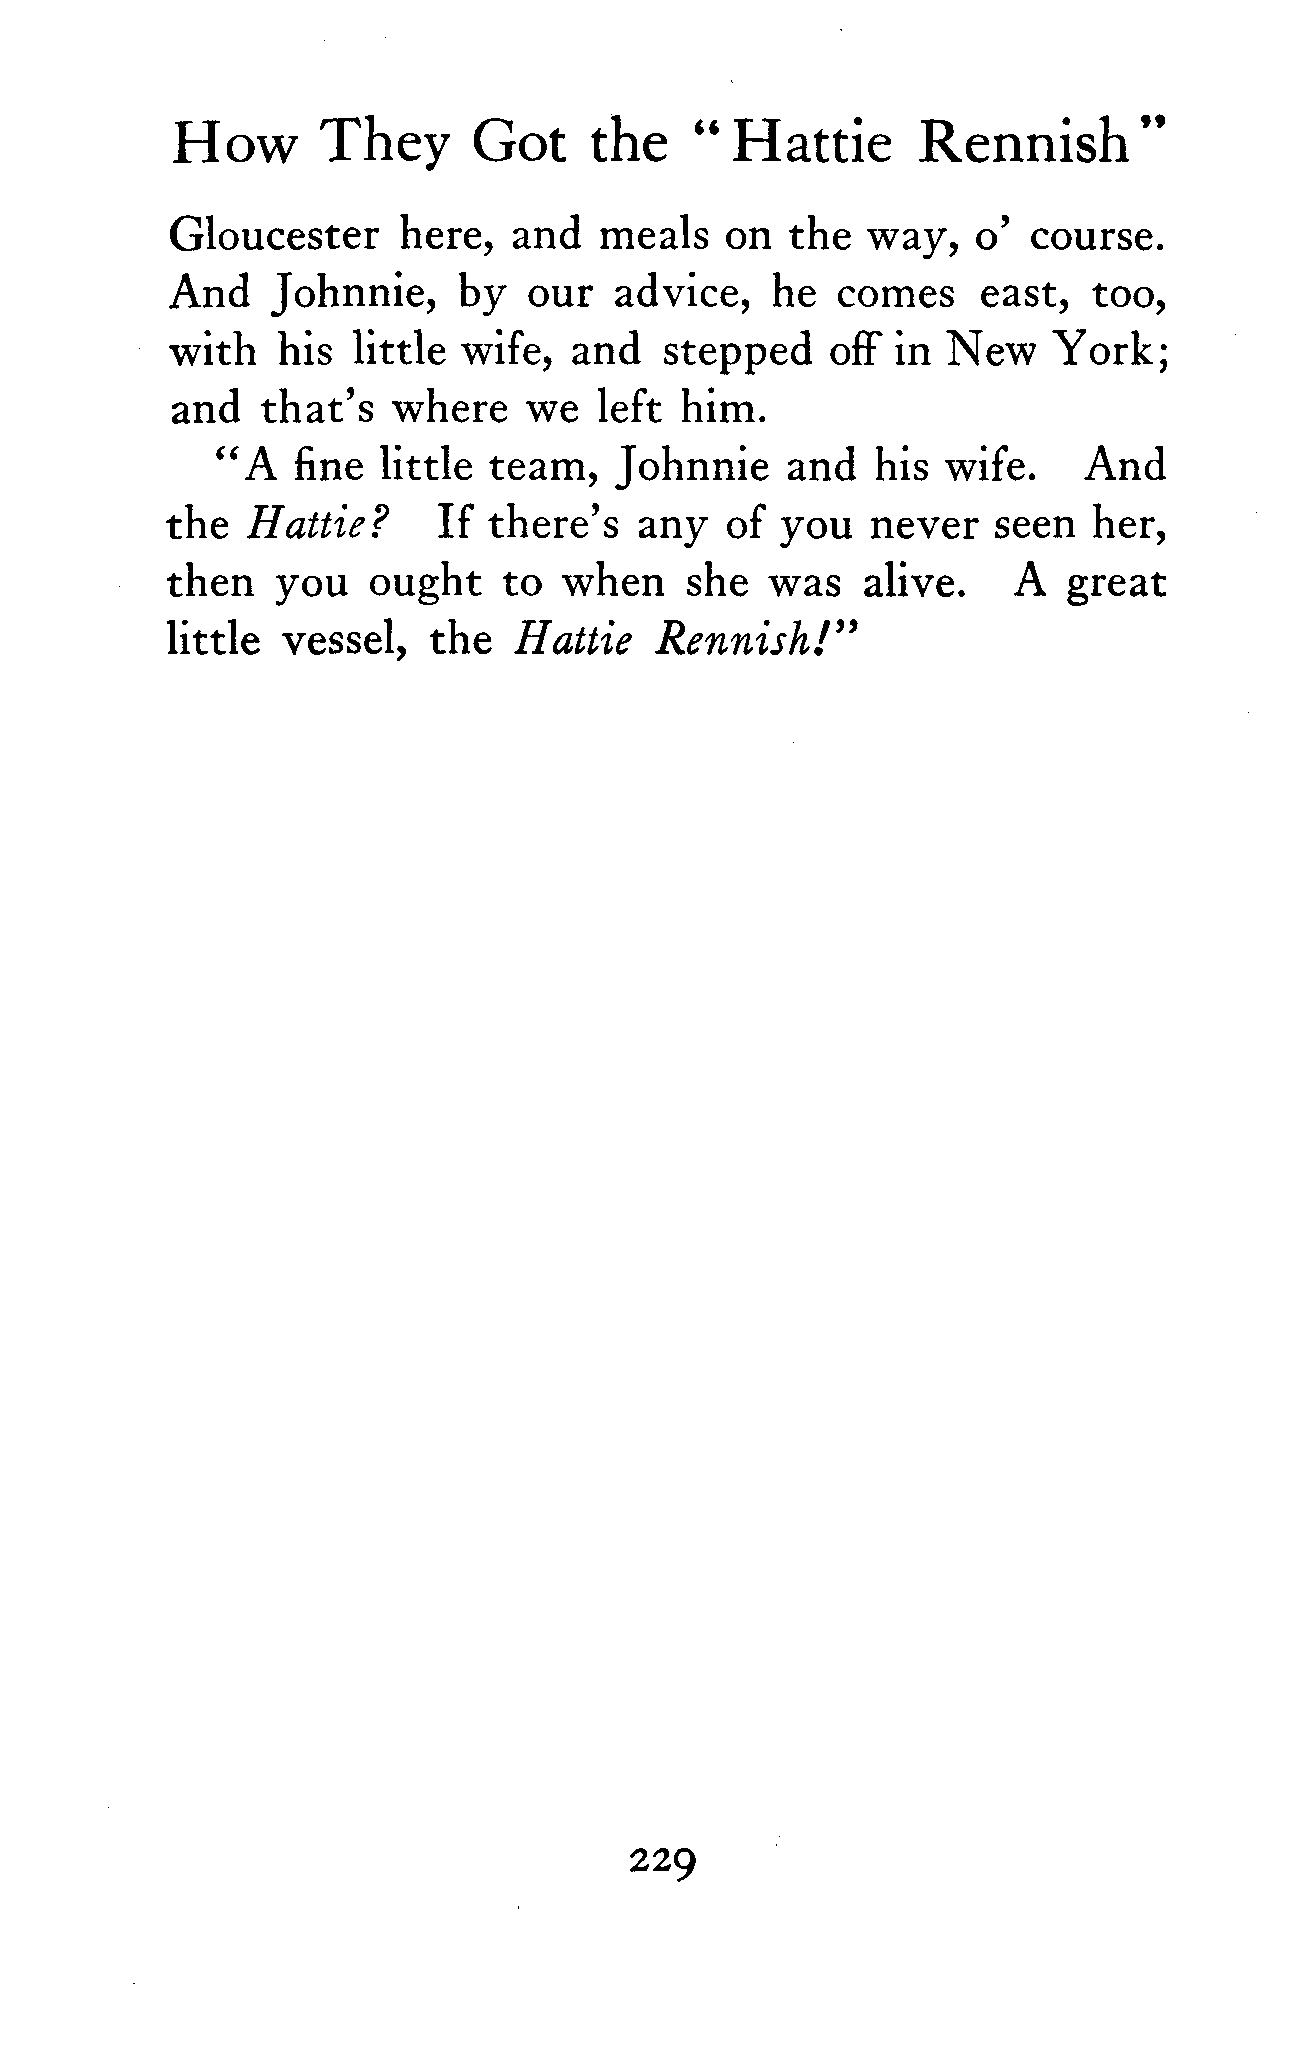 How They Got the “Hattie Rennish”
Gloucester here, and meals on the way, o’ course.
And Johnnie, by our advice, he comes east, too,
with his little wife, and stepped off in New York;
and that’s where we left him.
“A fine little team, Johnnie and his wife. And
the Hattie? If there’s any of you never seen her,
then you ought to when she was alive. A great
little vessel, the Hattie Rennish!”
229